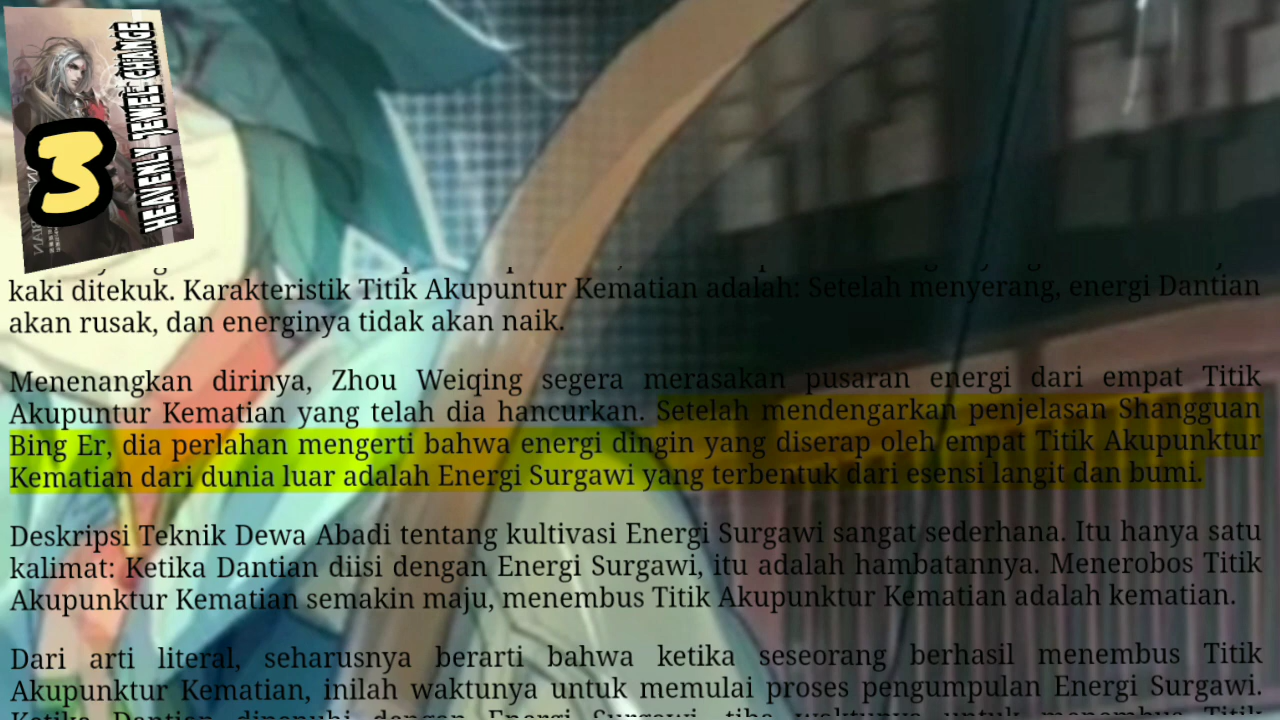 HEAVENLY JEWEL CHANGE
3
kaki ditekuk. Karakteristik Titik Akupuntur Kematian adalah: Setelah menyerang, energi Dantian
akan rusak, dan energinya tidak akan naik.
Menenangkan dirinya, Zhou Weiqing segera merasakan pusaran energi dari empat Titik
Akupuntur Kematian yang telah dia hancurkan. Setelah mendengarkan penjelasan Shangguan
Bing Er, dia perlahan mengerti bahwa energi dingin yang diserap oleh empat Titik Akupunktur
Kematian dari dunia luar adalah Energi Surgawi yang terbentuk dari esensi langit dan bumi.
Deskripsi Teknik Dewa Abadi tentang kultivasi Energi Surgawi sangat sederhana. Itu hanya satu
kalimat: Ketika Dantian diisi dengan Energi Surgawi, itu adalah hambatannya. Menerobos Titik
Akupunktur Kematian semakin maju, menembus Titik Akupunktur Kematian adalah kematian.
Dari arti literal, seharusnya berarti bahwa ketika seseorang berhasil menembus Titik
Akupunktur Kematian, inilah waktunya untuk memulai proses pengumpulan Energi Surgawi.